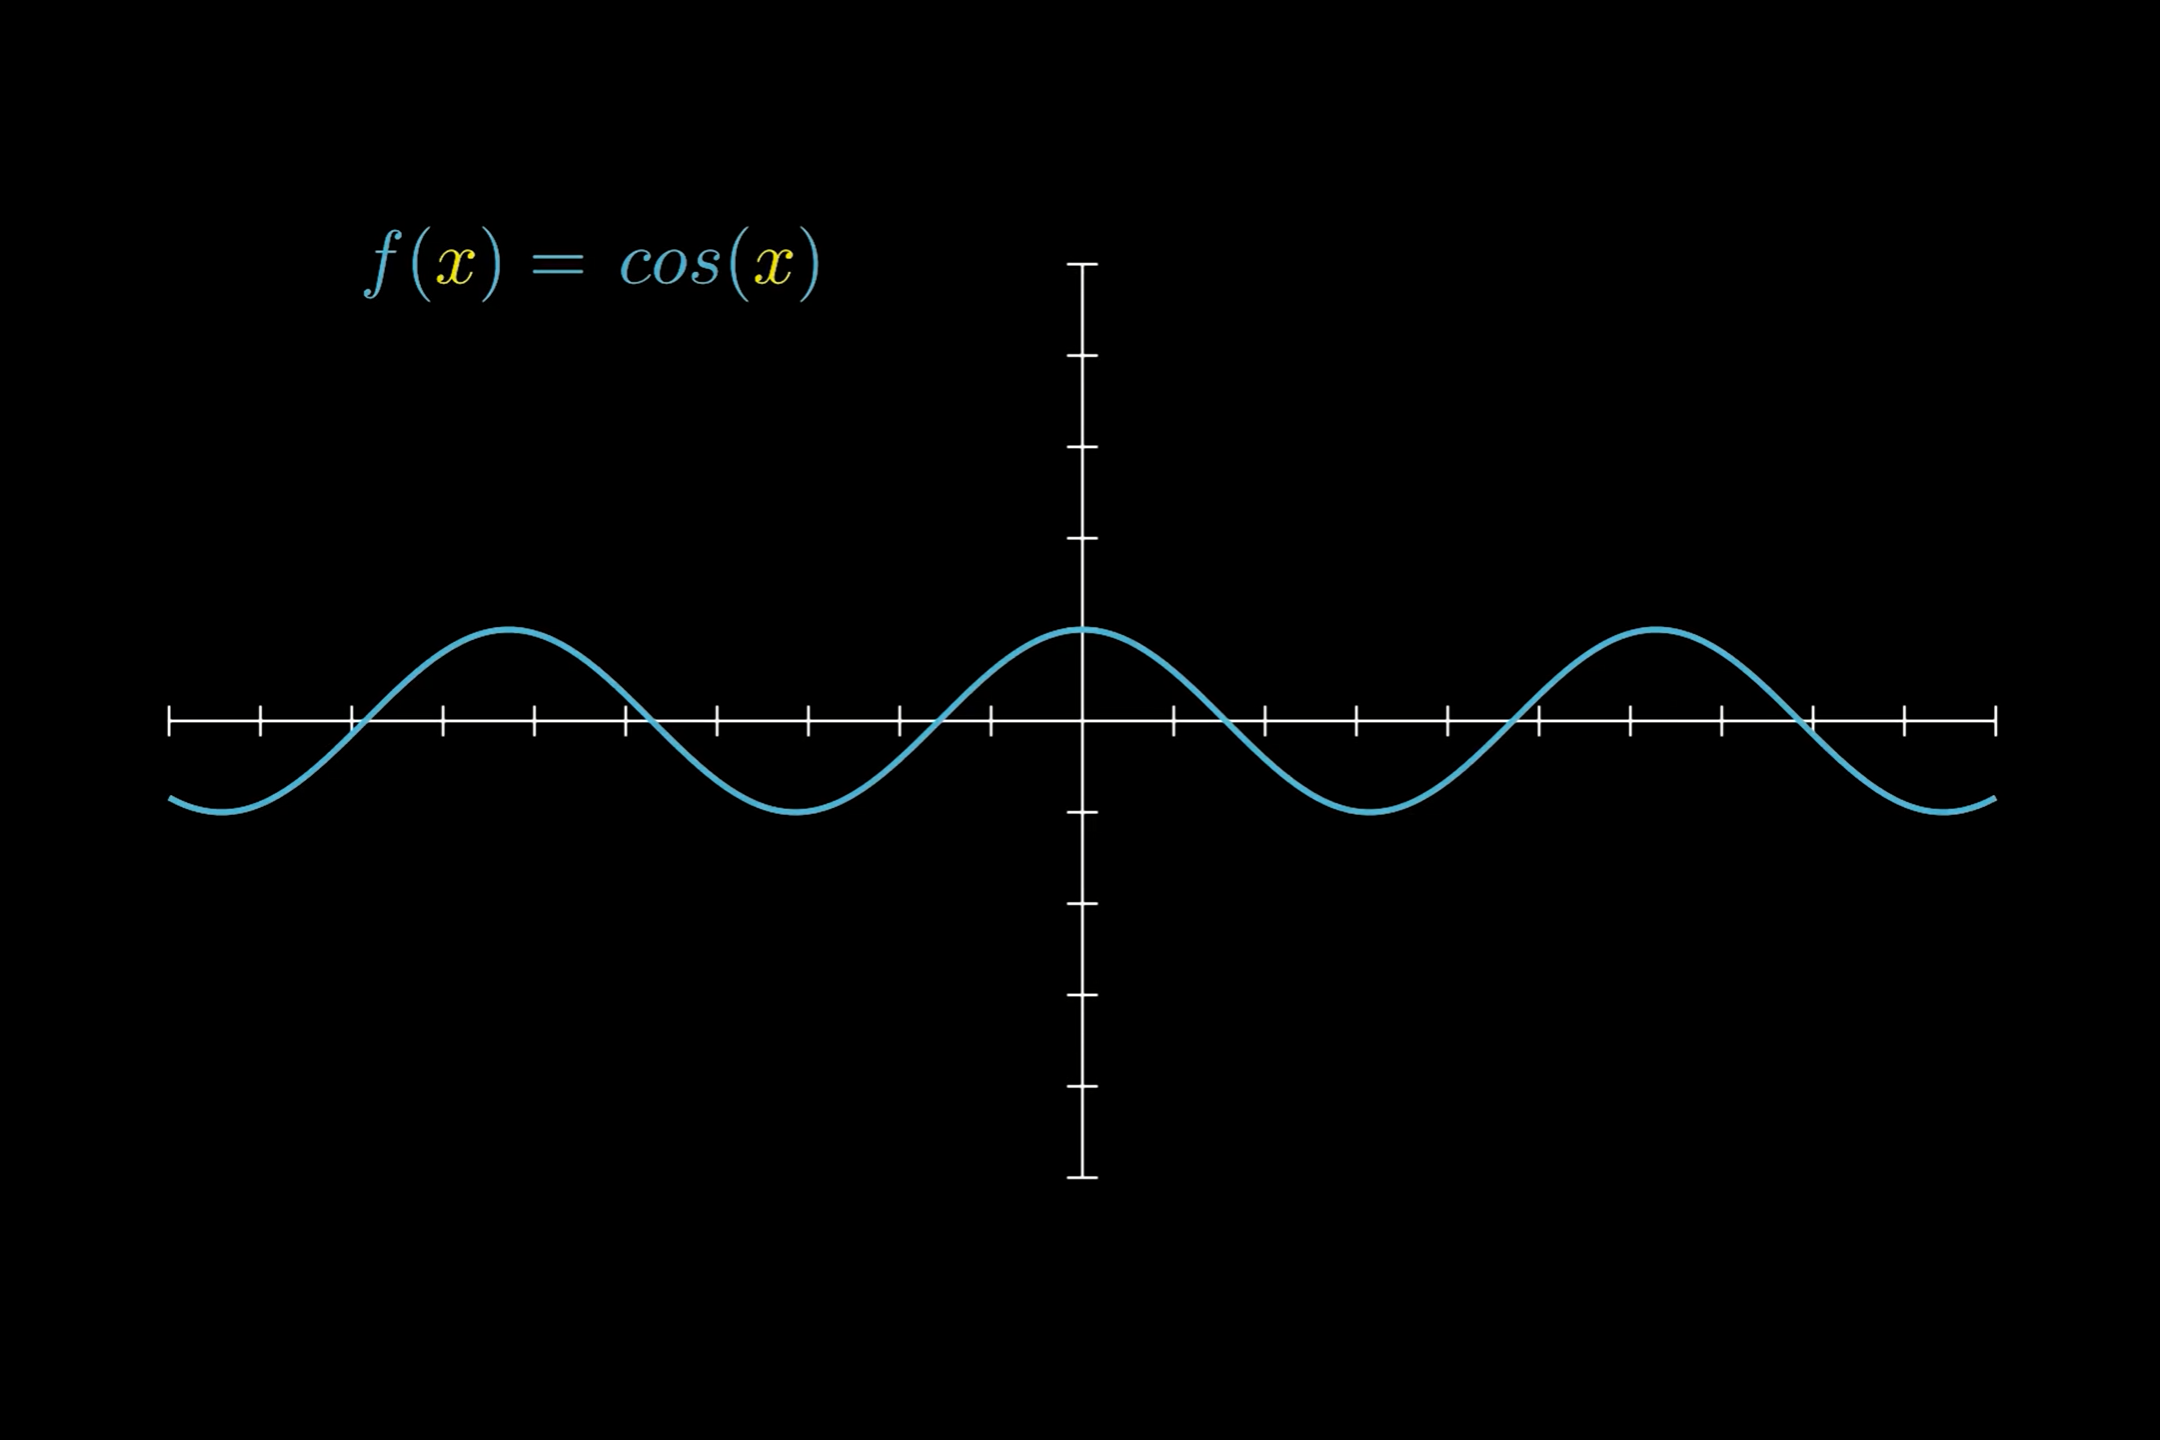 f(x) = cos(x)